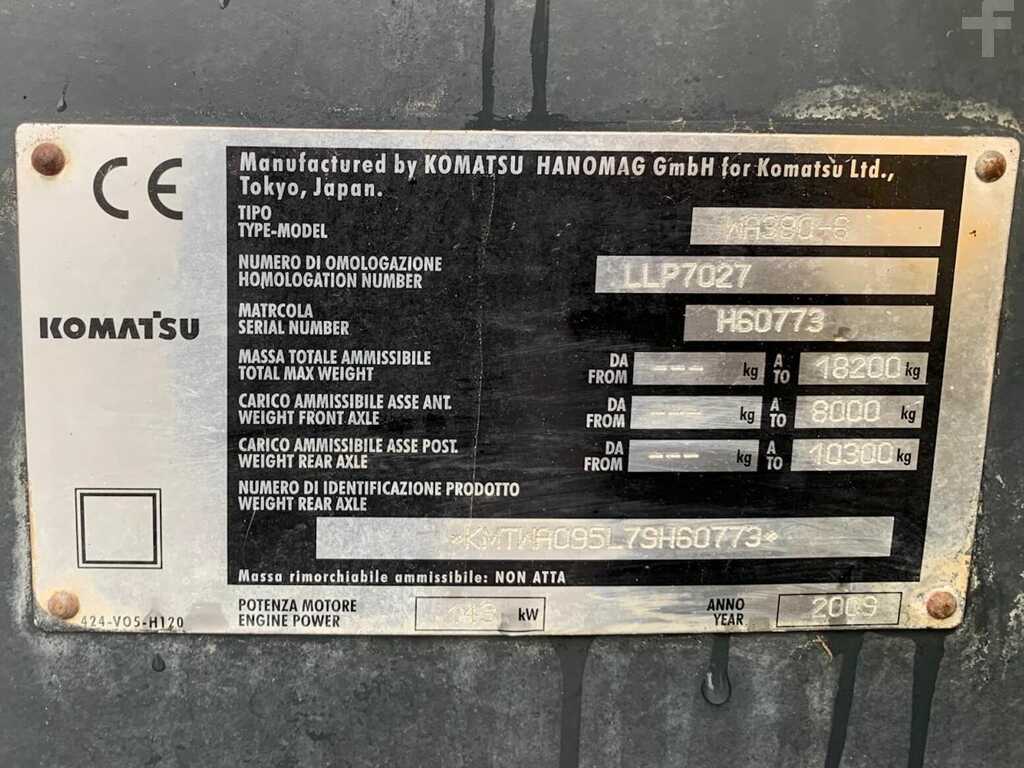 CE
Manufactured by KOMATSU HANOMAG GmbH for Komatsu Ltd.,
Tokyo, Japan.
TIPO
TYPE-MODEL WA380-6
NUMERO DI OMOLOGAZIONE
HOMOLOGATION NUMBER LLP7027
KOMATSU
MATRCOLA
SERIAL NUMBER H60773
MASSA TOTALE AMMISSIBILE DA A
TOTAL MAX WEIGHT FROM --- kg TO 18200 kg
CARICO AMMISSIBILE ASSE ANT. DA A
WEIGHT FRONT AXLE FROM --- kg TO 8000 kg
CARICO AMMISSIBILE ASSE POST. DA A
WEIGHT REAR AXLE FROM --- kg TO 10300 kg
NUMERO DI IDENTIFICAZIONE PRODOTTO
WEIGHT REAR AXLE
*KMTWA095L79H60773*
Massa rimorchiabile ammissibile: NON ATTA
POTENZA MOTORE ANNO
ENGINE POWER kW YEAR 2009
424-V05-H120
f